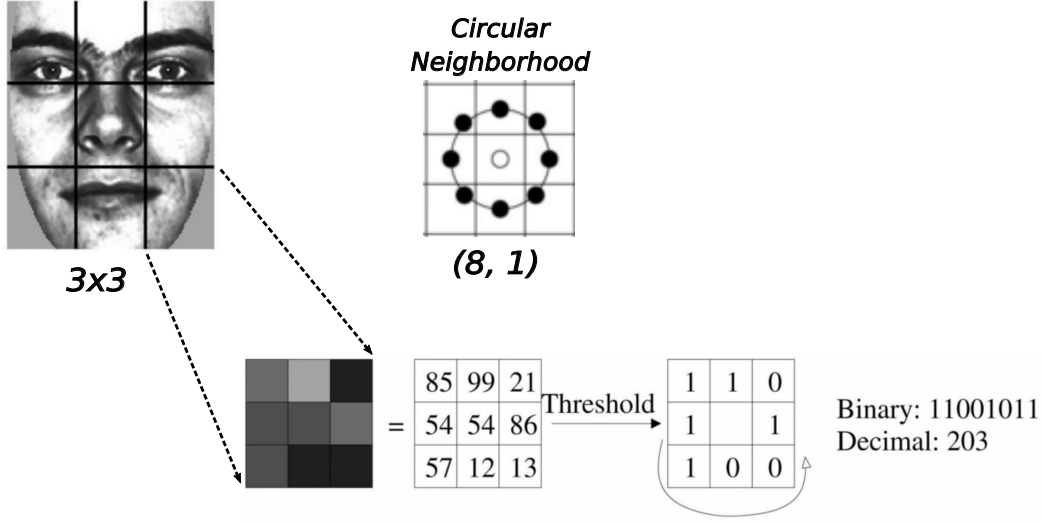 Circular
Neighborhood
(8, 1)
3x3
=
85 99 21
54 54 86
57 12 13
Threshold
1 1 0
1 1
1 0 0
Binary: 11001011
Decimal: 203